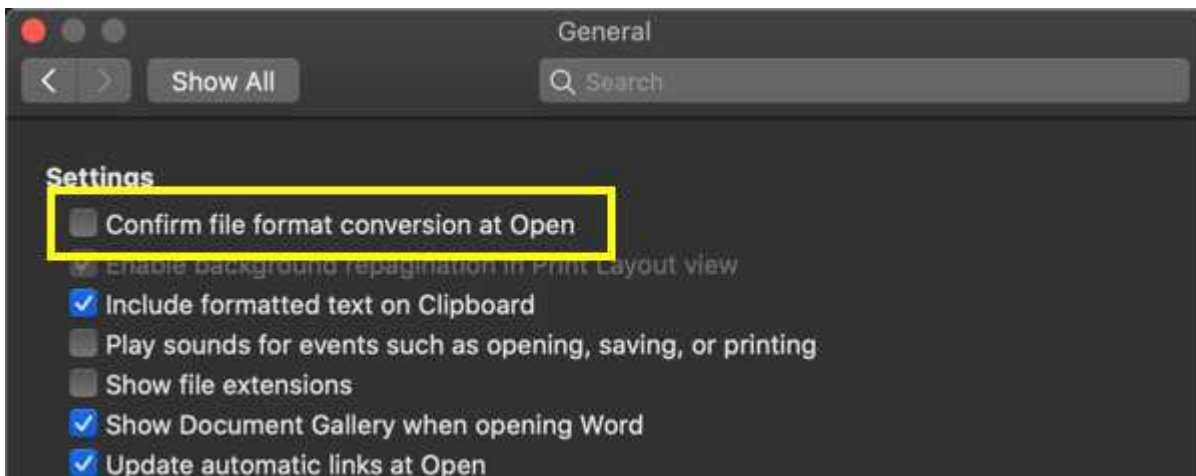 General
Show All
Search
Settings
Confirm file format conversion at Open
Enable background repagination in Print Layout view
Include formatted text on Clipboard
Play sounds for events such as opening, saving, or printing
Show file extensions
Show Document Gallery when opening Word
Update automatic links at Open